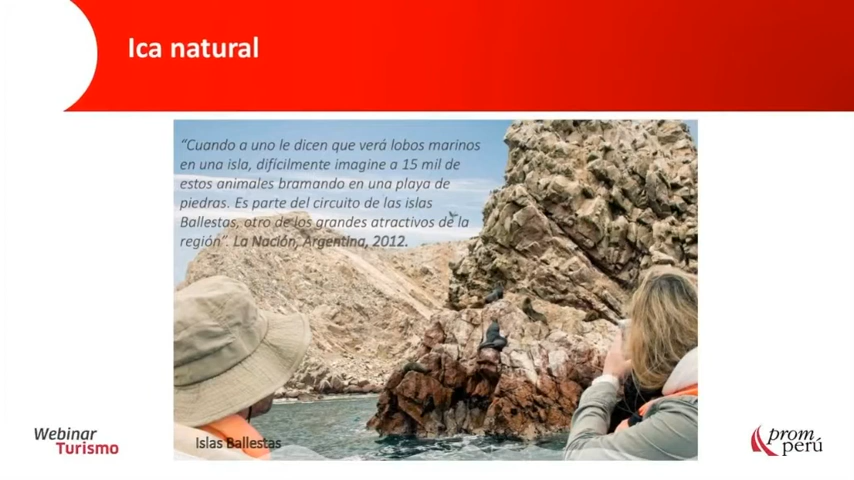 Ica natural
“Cuando a uno le dicen que verá lobos marinos
en una isla, difícilmente imagine a 15 mil de
estos animales bramando en una playa de
piedras. Es parte del circuito de las islas
Ballestas, otro de los grandes atractivos de la
región”. La Nación, Argentina, 2012.
Islas Ballestas
Webinar
Turismo
prom
perú